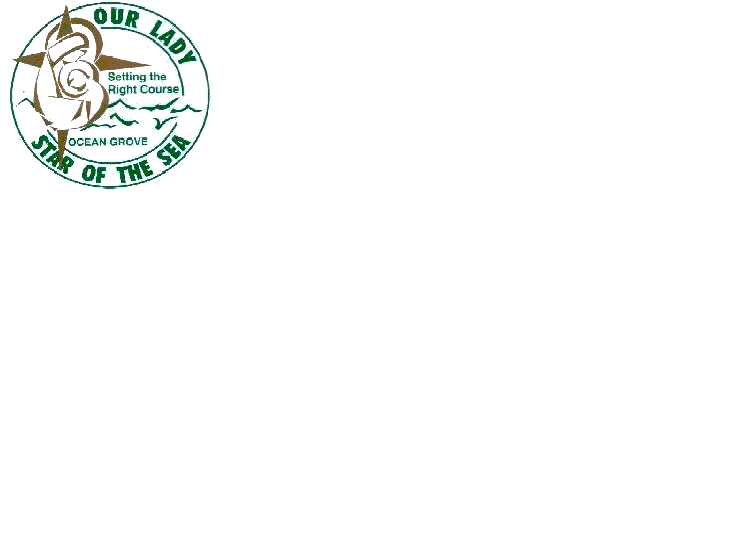 OUR LADY
Setting the
Right Course
OCEAN GROVE
STAR OF THE SEA